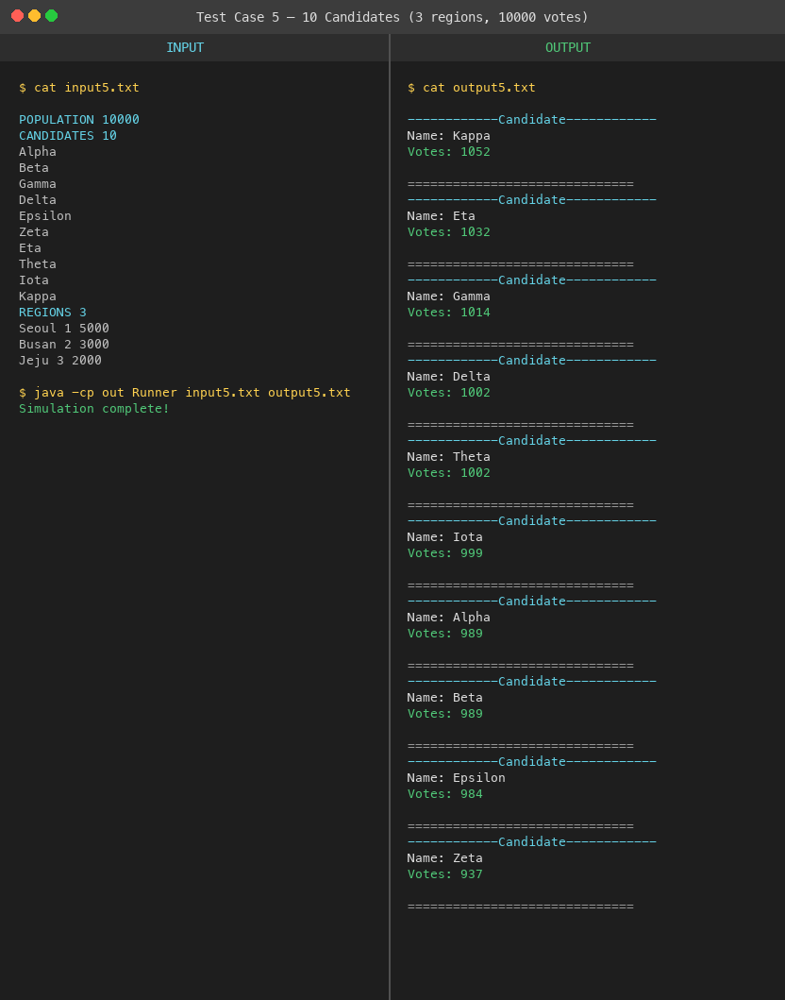 Test Case 5 — 10 Candidates (3 regions, 10000 votes)
INPUT
$ cat input5.txt
POPULATION 10000
CANDIDATES 10
Alpha
Beta
Gamma
Delta
Epsilon
Zeta
Eta
Theta
Iota
Kappa
REGIONS 3
Seoul 1 5000
Busan 2 3000
Jeju 3 2000
$ java -cp out Runner input5.txt output5.txt
Simulation complete!
OUTPUT
$ cat output5.txt
------------Candidate------------
Name: Kappa
Votes: 1052
==============================
------------Candidate------------
Name: Eta
Votes: 1032
==============================
------------Candidate------------
Name: Gamma
Votes: 1014
==============================
------------Candidate------------
Name: Delta
Votes: 1002
==============================
------------Candidate------------
Name: Theta
Votes: 1002
==============================
------------Candidate------------
Name: Iota
Votes: 999
==============================
------------Candidate------------
Name: Alpha
Votes: 989
==============================
------------Candidate------------
Name: Beta
Votes: 989
==============================
------------Candidate------------
Name: Epsilon
Votes: 984
==============================
------------Candidate------------
Name: Zeta
Votes: 937
==============================